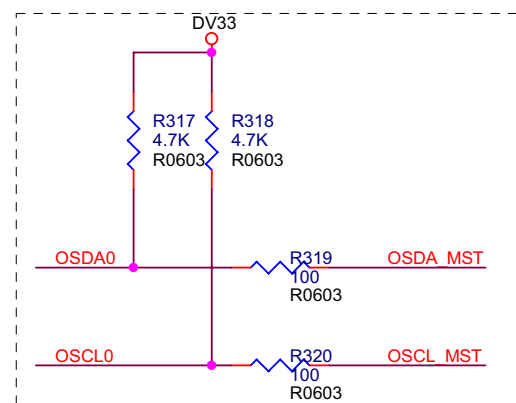 DV33
R317
4.7K
R0603
R318
4.7K
R0603
OSDA0
R319
100
R0603
OSDA_MST
OSCL0
R320
100
R0603
OSCL_MST